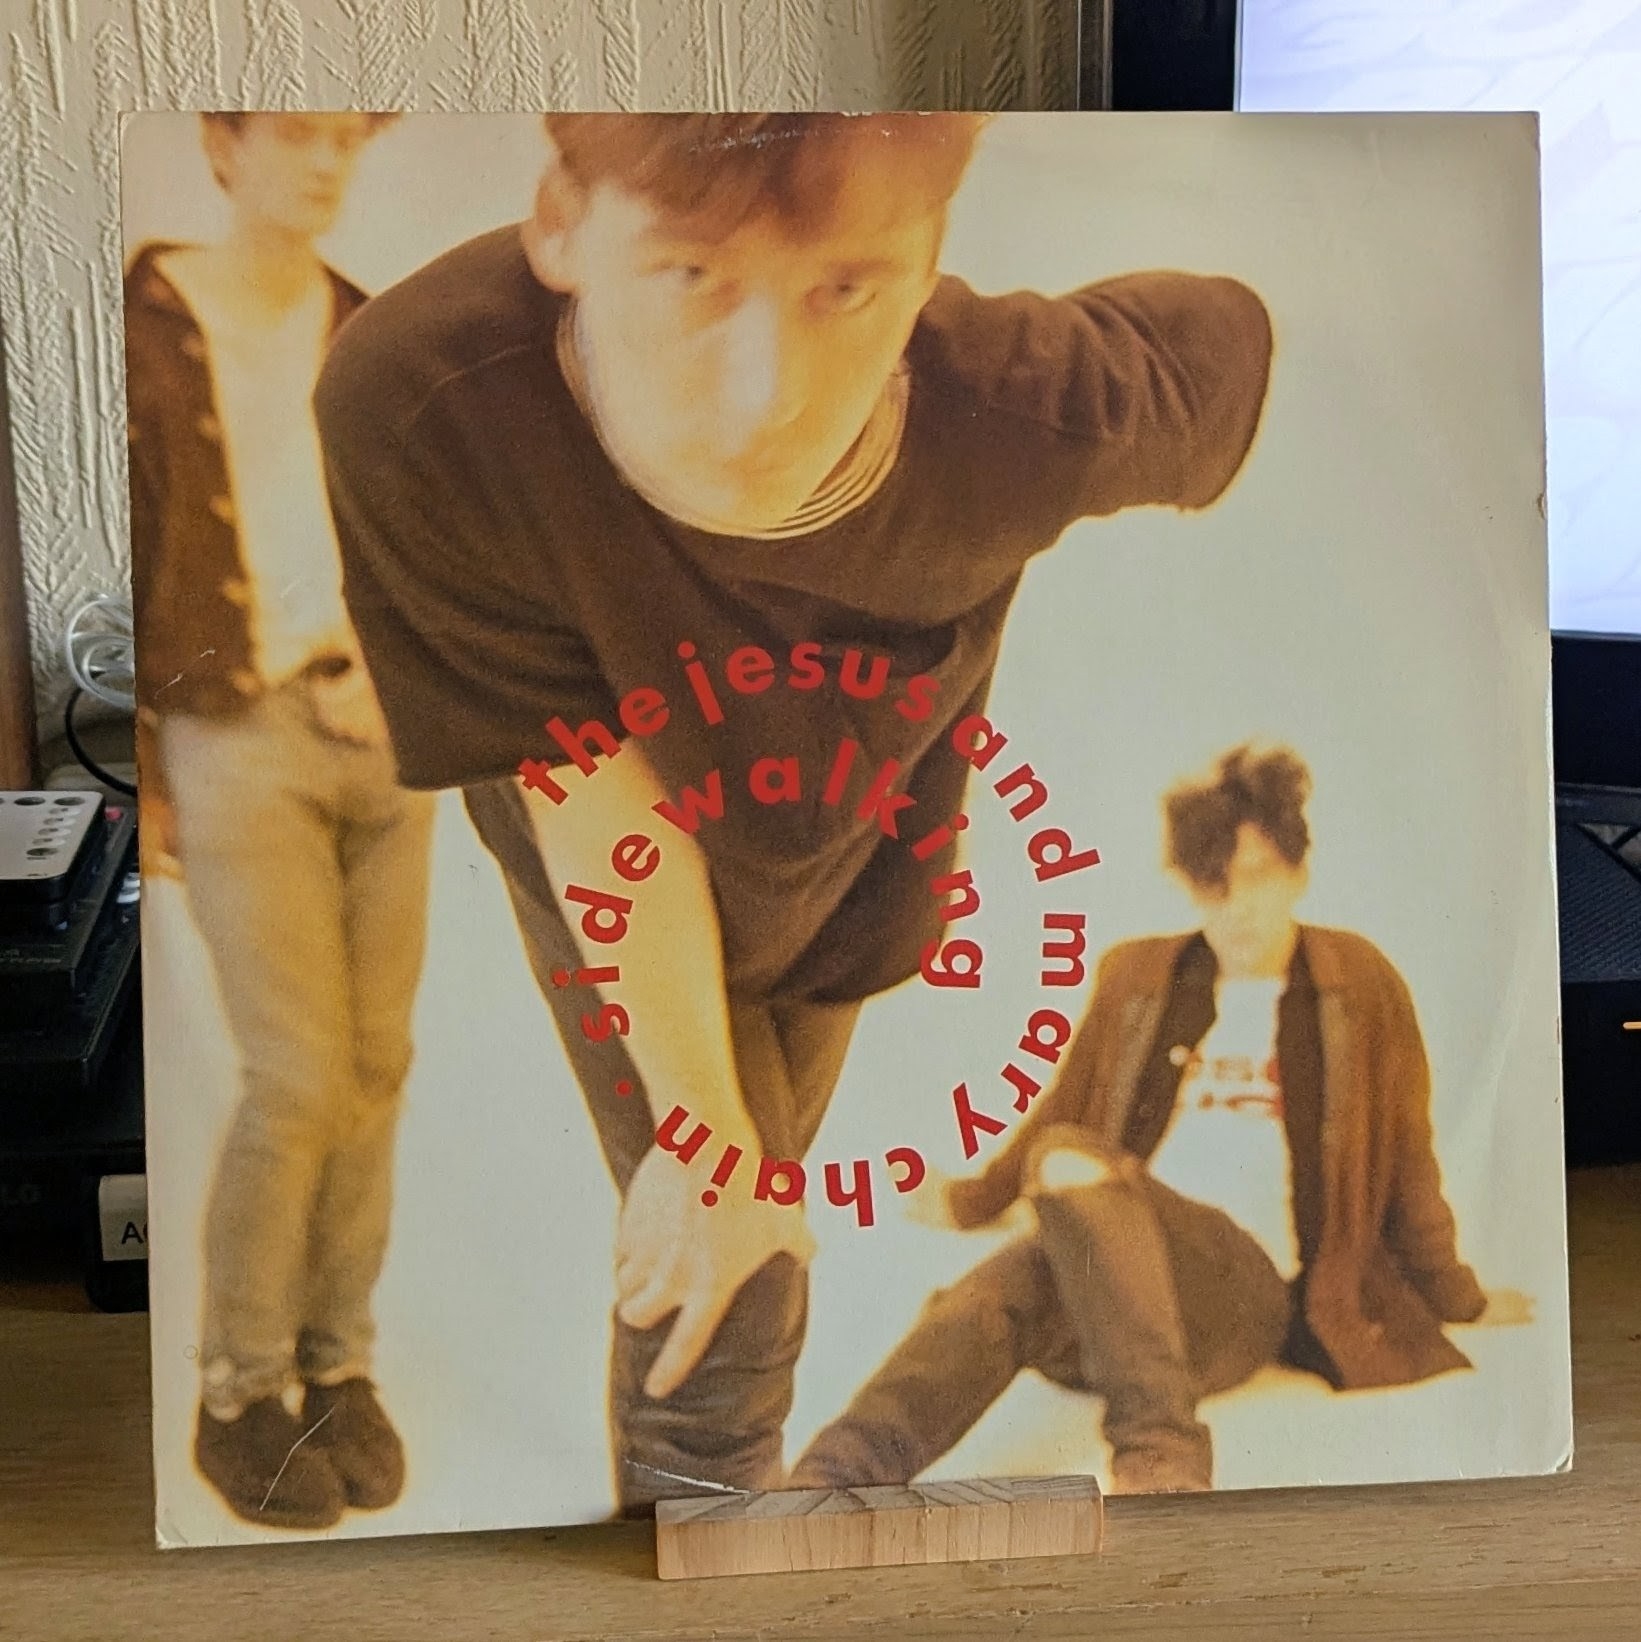 the jesus and mary chain ·
sidewalking